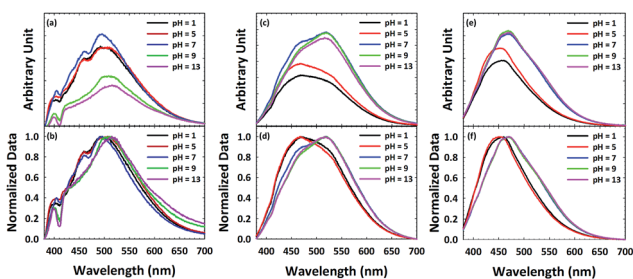 (a)
pH = 1
pH = 5
pH = 7
pH = 9
pH = 13
Arbitrary Unit
(c)
pH = 1
pH = 5
pH = 7
pH = 9
pH = 13
Arbitrary Unit
(e)
pH = 1
pH = 5
pH = 7
pH = 9
pH = 13
Arbitrary Unit
(b)
pH = 1
pH = 5
pH = 7
pH = 9
pH = 13
Normalized Data
1.0
0.8
0.6
0.4
0.2
0.0
400 450 500 550 600 650 700
Wavelength (nm)
(d)
pH = 1
pH = 5
pH = 7
pH = 9
pH = 13
Normalized Data
1.0
0.8
0.6
0.4
0.2
0.0
400 450 500 550 600 650 700
Wavelength (nm)
(f)
pH = 1
pH = 5
pH = 7
pH = 9
pH = 13
Normalized Data
1.0
0.8
0.6
0.4
0.2
0.0
400 450 500 550 600 650 700
Wavelength (nm)